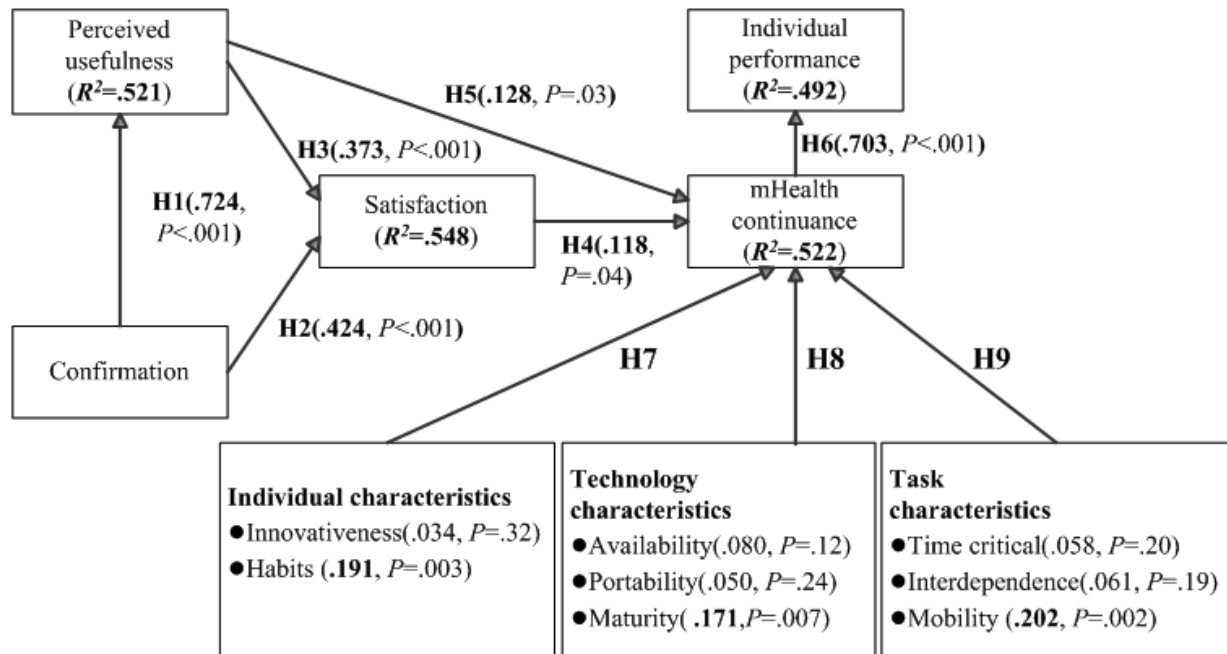 Perceived
usefulness
(R²=.521)
Individual
performance
(R²=.492)
H5(.128, P=.03)
H3(.373, P<.001)
H6(.703, P<.001)
H1(.724,
P<.001)
Satisfaction
(R²=.548)
mHealth
continuance
(R²=.522)
H4(.118,
P=.04)
H2(.424, P<.001)
Confirmation
H7
H8
H9
Individual characteristics
●Innovativeness(.034, P=.32)
●Habits (.191, P=.003)
Technology
characteristics
●Availability(.080, P=.12)
●Portability(.050, P=.24)
●Maturity( .171,P=.007)
Task
characteristics
●Time critical(.058, P=.20)
●Interdependence(.061, P=.19)
●Mobility (.202, P=.002)